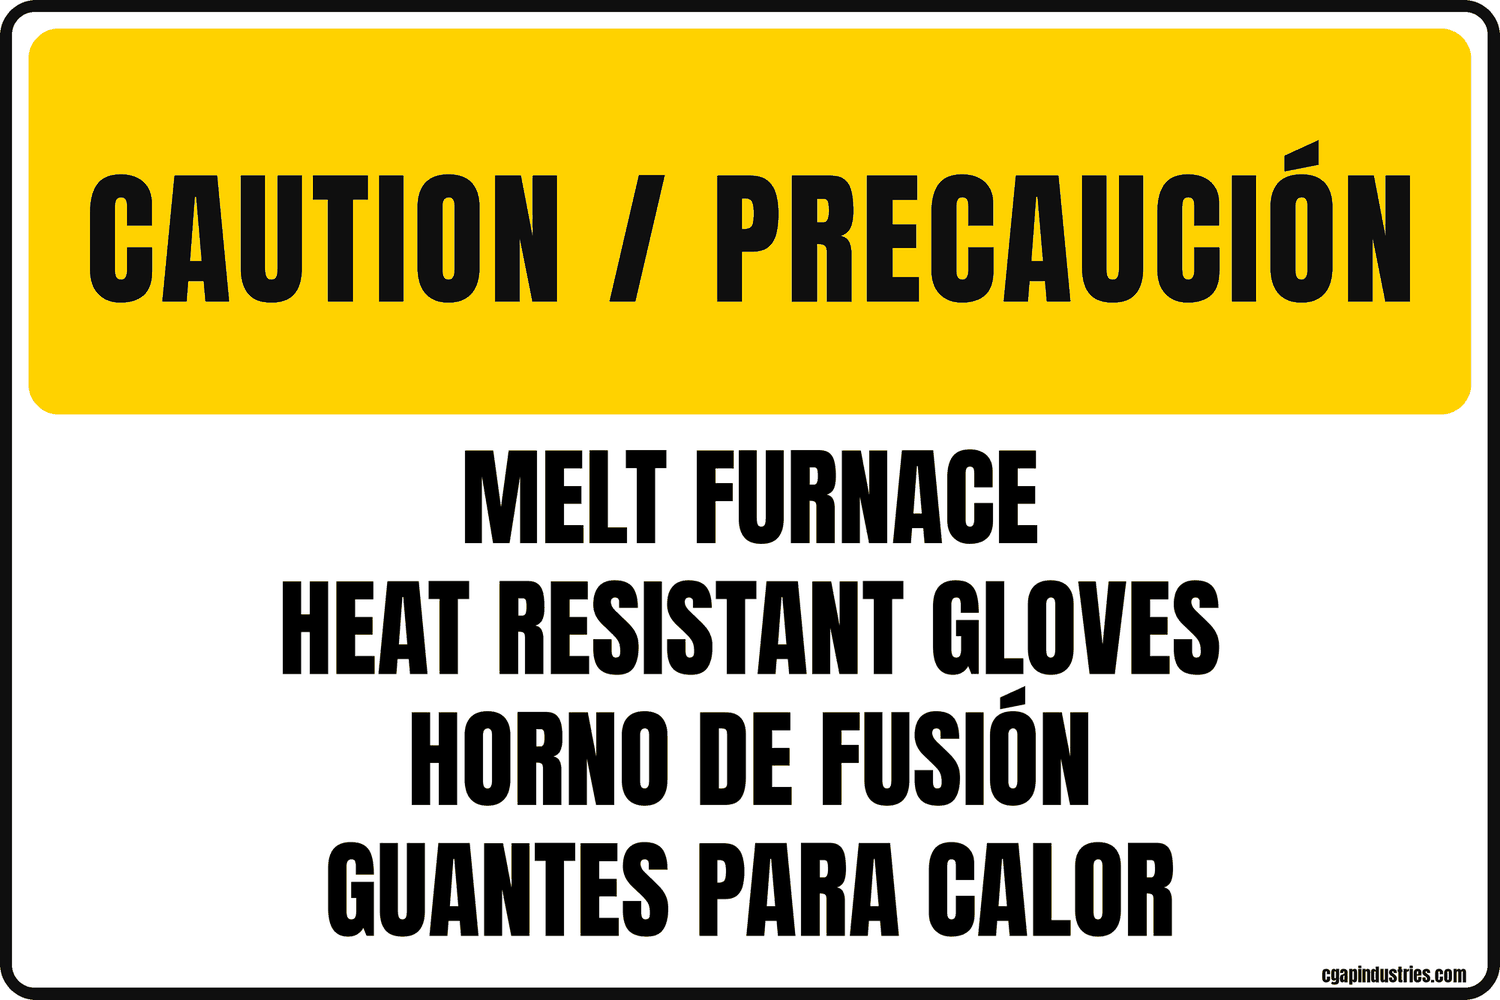 CAUTION / PRECAUCIÓN
MELT FURNACE
HEAT RESISTANT GLOVES
HORNO DE FUSIÓN
GUANTES PARA CALOR
cgapindustries.com